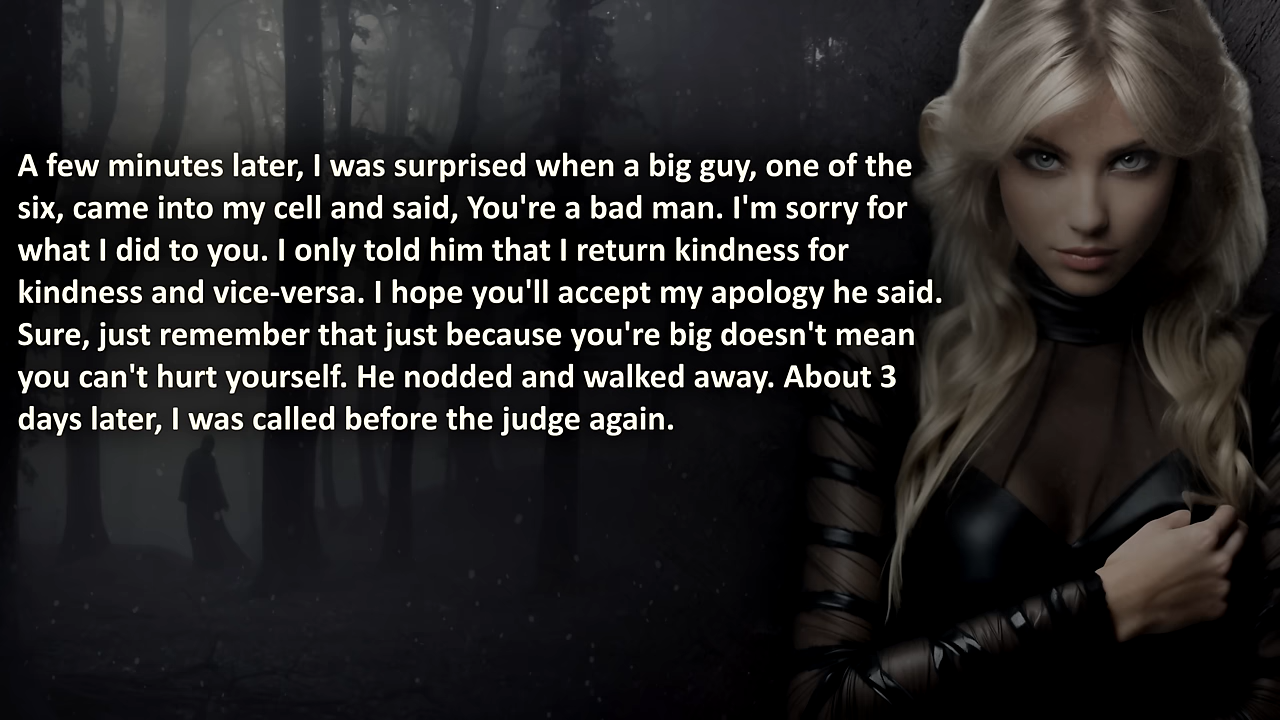 A few minutes later, I was surprised when a big guy, one of the
six, came into my cell and said, You're a bad man. I'm sorry for
what I did to you. I only told him that I return kindness for
kindness and vice-versa. I hope you'll accept my apology he said.
Sure, just remember that just because you're big doesn't mean
you can't hurt yourself. He nodded and walked away. About 3
days later, I was called before the judge again.